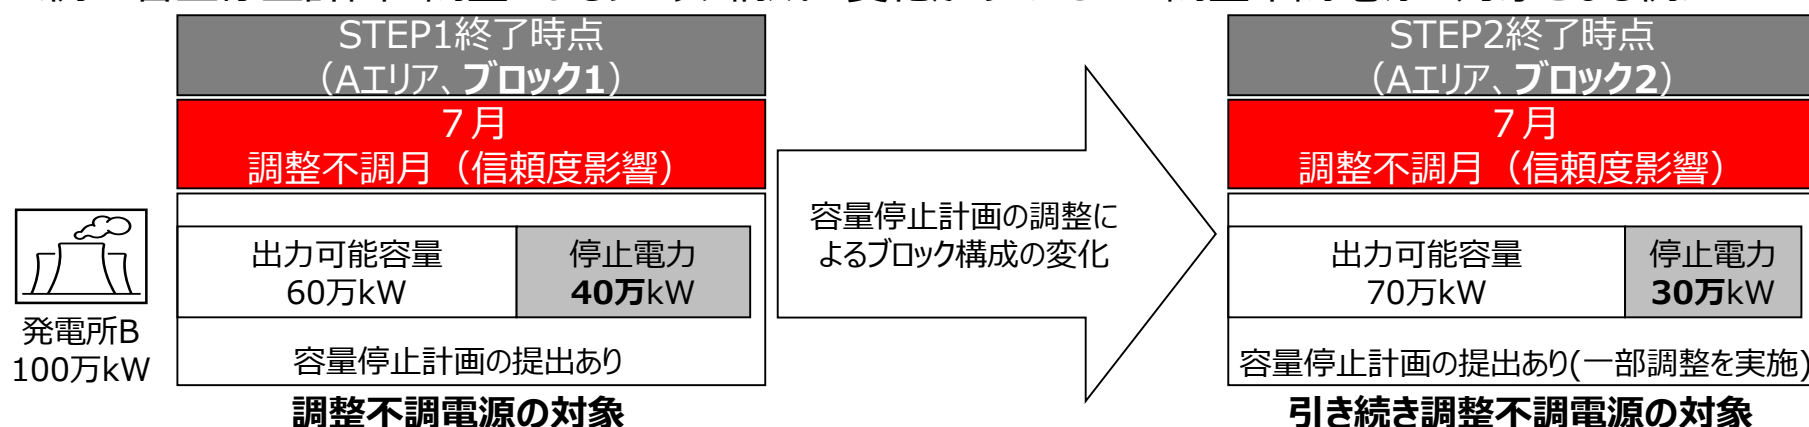 STEP1終了時点
（Aエリア、ブロック1）
７月
調整不調月（信頼度影響）
出力可能容量
60万kW
停止電力
40万kW
容量停止計画の提出あり
調整不調電源の対象
発電所B
100万kW
容量停止計画の調整に
よるブロック構成の変化
STEP2終了時点
（Aエリア、ブロック2）
７月
調整不調月（信頼度影響）
出力可能容量
70万kW
停止電力
30万kW
容量停止計画の提出あり(一部調整を実施)
引き続き調整不調電源の対象